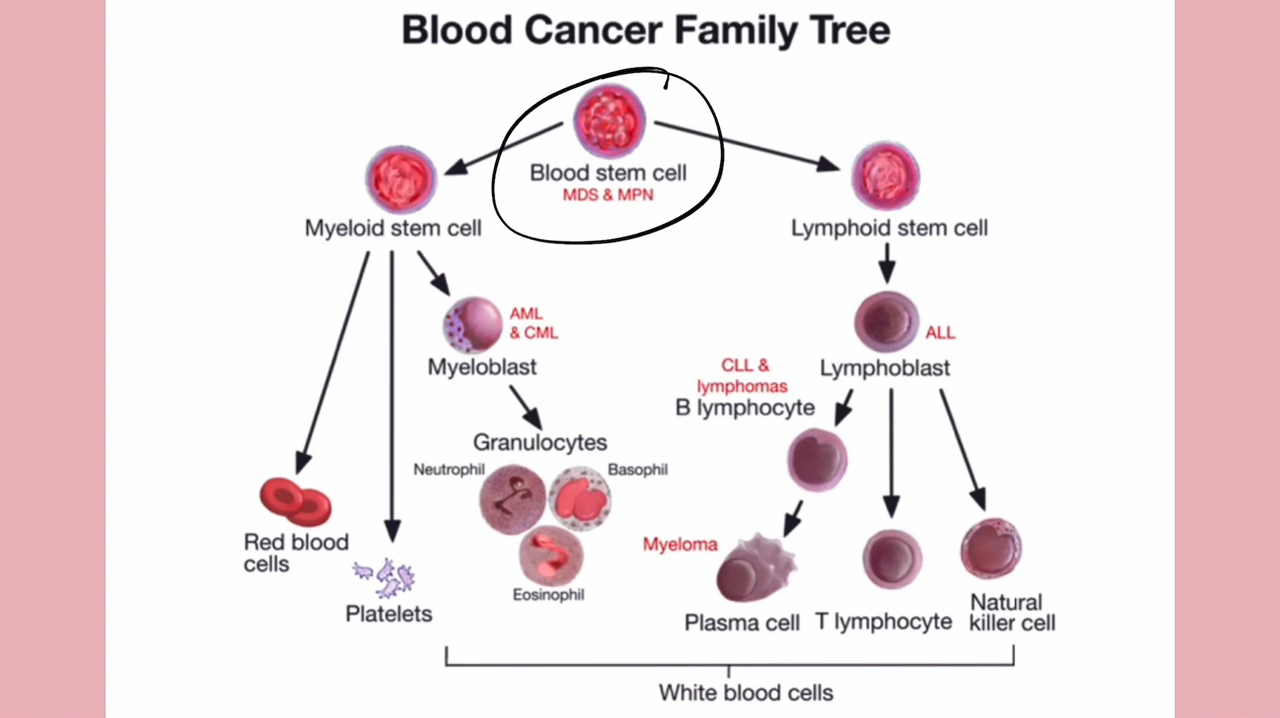 Blood Cancer Family Tree
Blood stem cell
MDS & MPN
Myeloid stem cell
Lymphoid stem cell
AML
& CML
Myeloblast
ALL
Lymphoblast
CLL &
lymphomas
B lymphocyte
Granulocytes
Neutrophil
Basophil
Eosinophil
Red blood
cells
Platelets
Myeloma
Plasma cell
T lymphocyte
Natural
killer cell
White blood cells